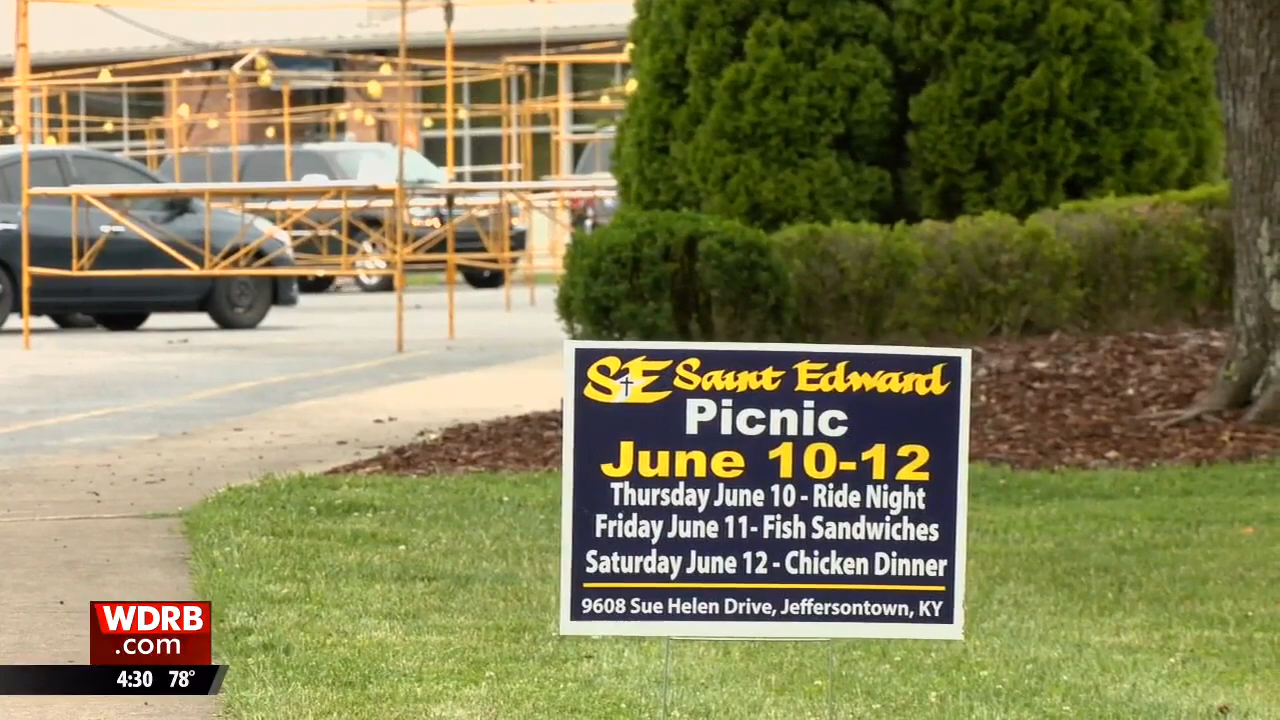 SE Saint Edward
Picnic
June 10-12
Thursday June 10 - Ride Night
Friday June 11- Fish Sandwiches
Saturday June 12 - Chicken Dinner
9608 Sue Helen Drive, Jeffersontown, KY
WDRB
.com
4:30 78°